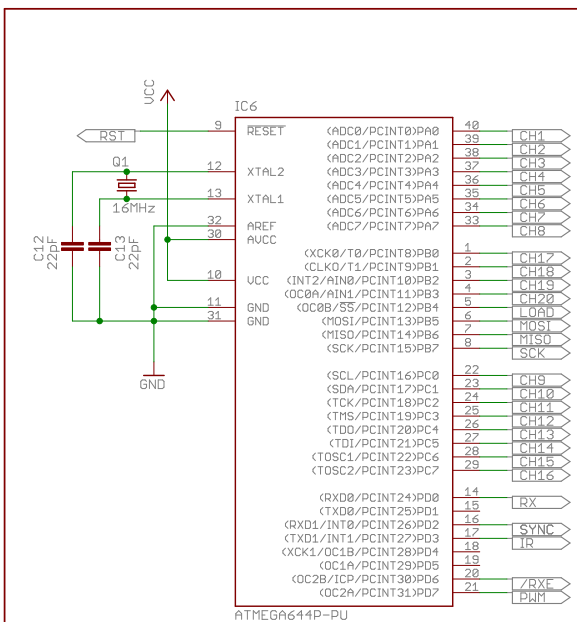 VCC
IC6
RST 9 RESET (ADC0/PCINT0)PA0 40 CH1
(ADC1/PCINT1)PA1 39 CH2
Q1 (ADC2/PCINT2)PA2 38 CH3
12 XTAL2 (ADC3/PCINT3)PA3 37 CH4
(ADC4/PCINT4)PA4 36 CH5
13 XTAL1 (ADC5/PCINT5)PA5 35 CH6
16MHz (ADC6/PCINT6)PA6 34 CH7
32 AREF (ADC7/PCINT7)PA7 33 CH8
30 AVCC
C12 22pF C13 22pF
(XCK0/T0/PCINT8)PB0 1 CH17
(CLKO/T1/PCINT9)PB1 2 CH18
10 VCC (INT2/AIN0/PCINT10)PB2 3 CH19
(OC0A/AIN1/PCINT11)PB3 4 CH20
11 GND (OC0B/SS/PCINT12)PB4 5 LOAD
31 GND (MOSI/PCINT13)PB5 6 MOSI
(MISO/PCINT14)PB6 7 MISO
(SCK/PCINT15)PB7 8 SCK
GND
(SCL/PCINT16)PC0 22 CH9
(SDA/PCINT17)PC1 23 CH10
(TCK/PCINT18)PC2 24 CH11
(TMS/PCINT19)PC3 25 CH12
(TDO/PCINT20)PC4 26 CH13
(TDI/PCINT21)PC5 27 CH14
(TOSC1/PCINT22)PC6 28 CH15
(TOSC2/PCINT23)PC7 29 CH16
(RXD0/PCINT24)PD0 14 RX
(TXD0/PCINT25)PD1 15
(RXD1/INT0/PCINT26)PD2 16 SYNC
(TXD1/INT1/PCINT27)PD3 17 IR
(XCK1/OC1B/PCINT28)PD4 18
(OC1A/PCINT29)PD5 19
(OC2B/ICP/PCINT30)PD6 20 /RXE
(OC2A/PCINT31)PD7 21 PWM
ATMEGA644P-PU